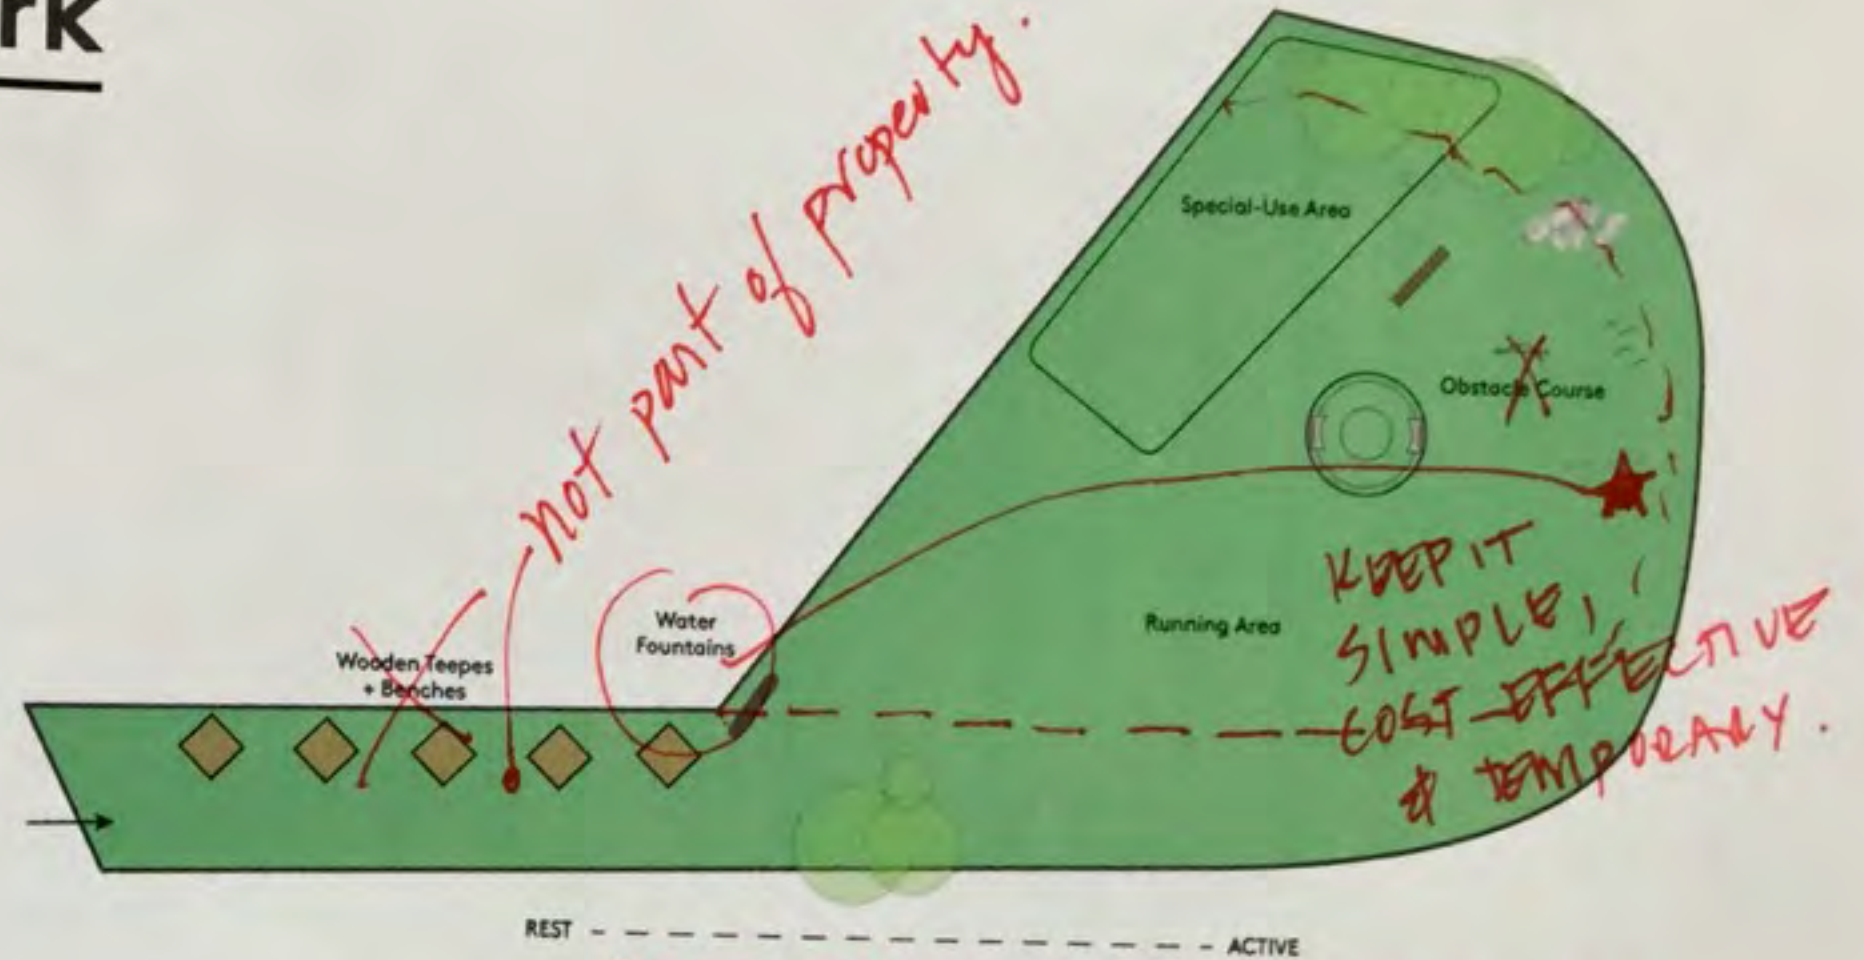 rk
not part of property.
Special-Use Area
Obstacle Course
Water
Fountains
Running Area
Wooden Teepes
+ Benches
KEEP IT
SIMPLE,
COST-EFFECTIVE
& TEMPORARY.
REST
ACTIVE